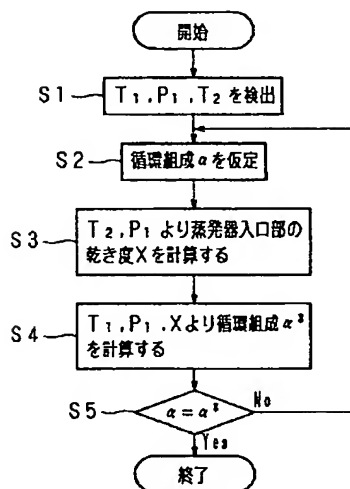 開始
S1 T₁,P₁,T₂を検出
S2 循環組成αを仮定
S3 T₂,P₁より蒸発器入口部の
乾き度Xを計算する
S4 T₁,P₁,Xより循環組成α*
を計算する
S5 α=α* No
Yes
終了